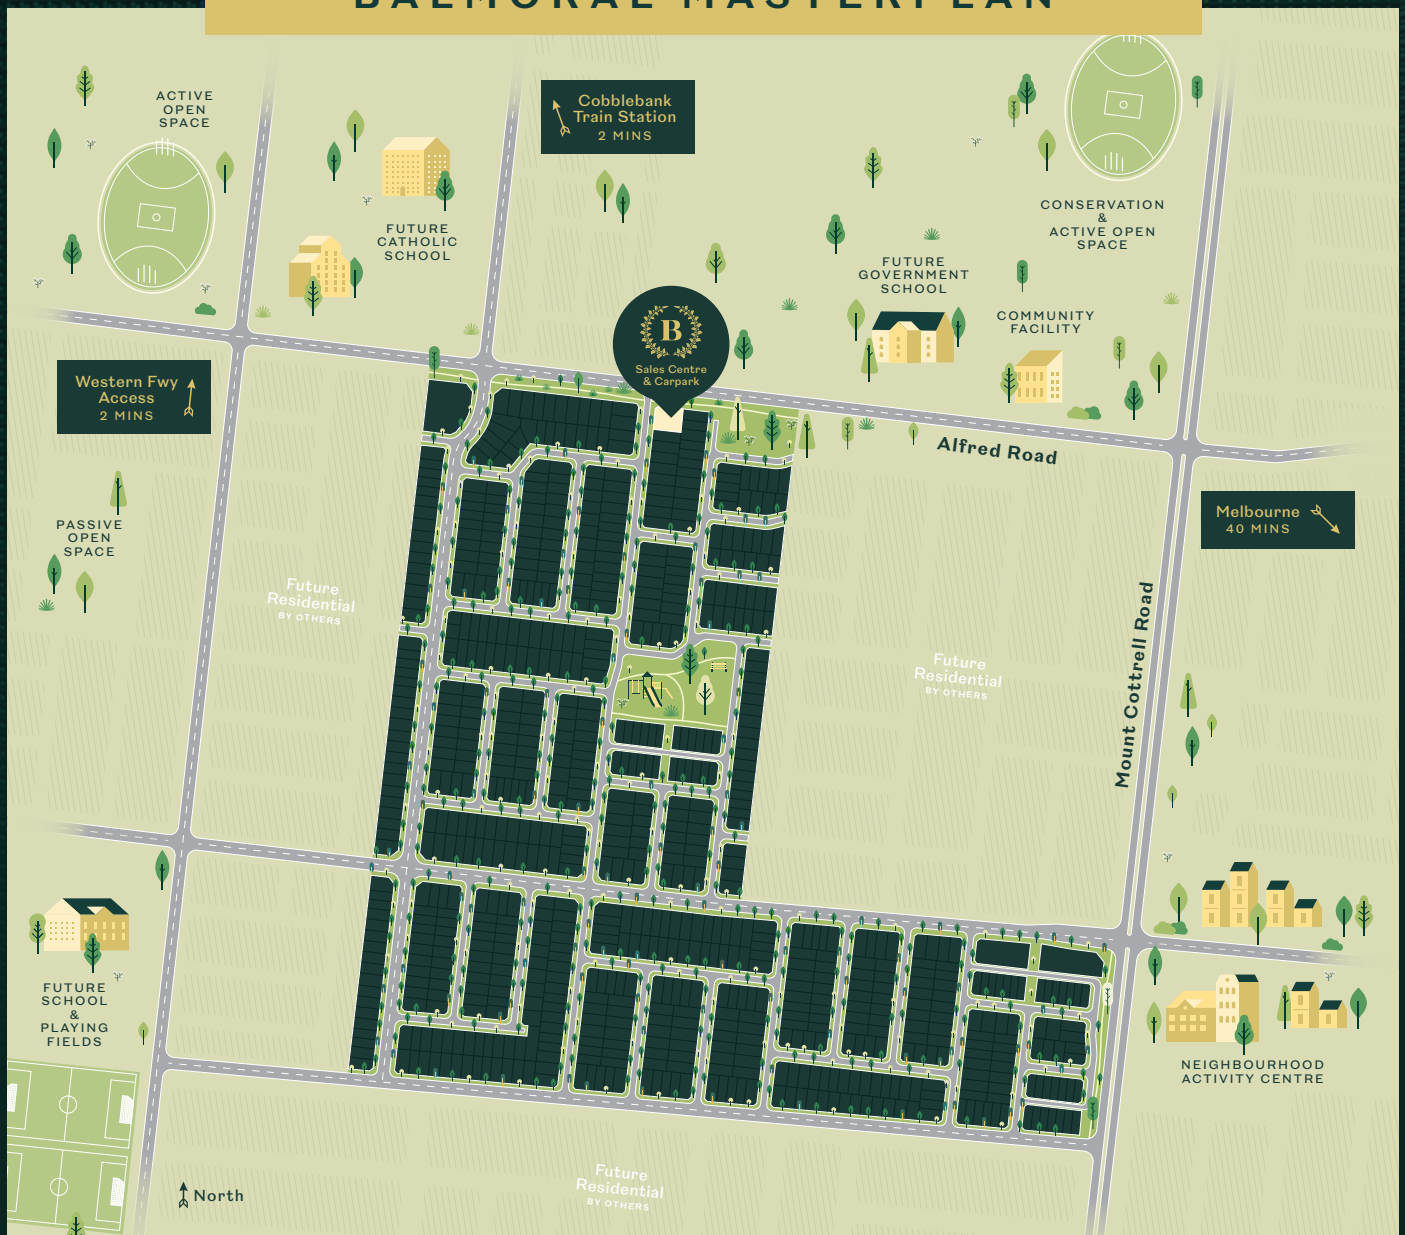 BALMORAL MASTERPLAN
ACTIVE
OPEN
SPACE
Cobblebank
Train Station
2 MINS
FUTURE
CATHOLIC
SCHOOL
CONSERVATION
&
ACTIVE OPEN
SPACE
FUTURE
GOVERNMENT
SCHOOL
COMMUNITY
FACILITY
B
Sales Centre
& Carpark
Western Fwy
Access
2 MINS
Alfred Road
Melbourne
40 MINS
PASSIVE
OPEN
SPACE
Future
Residential
BY OTHERS
Future
Residential
BY OTHERS
Mount Cottrell Road
FUTURE
SCHOOL
&
PLAYING
FIELDS
NEIGHBOURHOOD
ACTIVITY CENTRE
Future
Residential
BY OTHERS
North